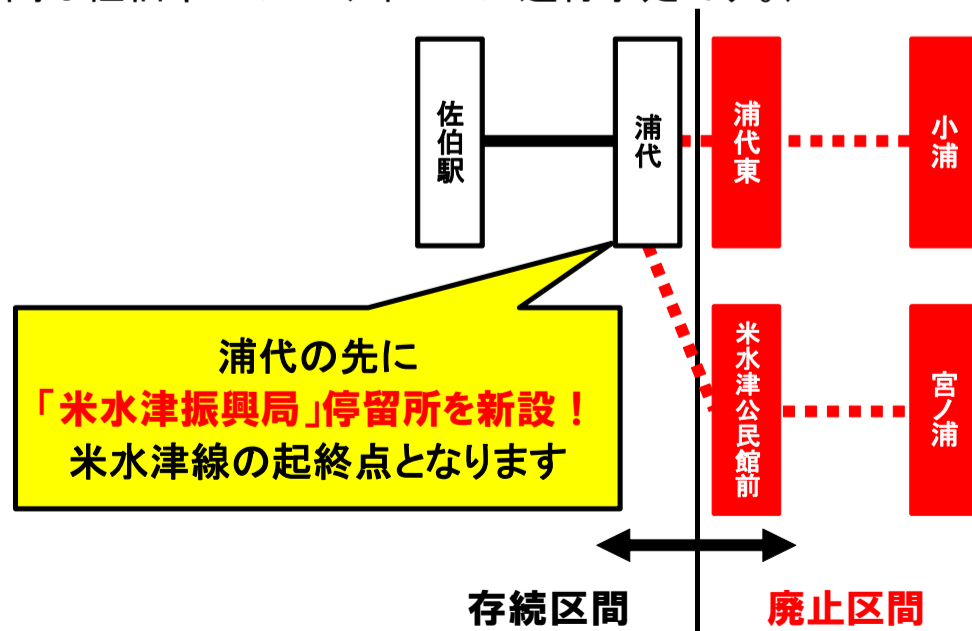 佐伯駅
浦代
浦代東
小浦
浦代の先に
「米水津振興局」停留所を新設！
米水津線の起終点となります
米水津公民館前
宮ノ浦
存続区間
廃止区間